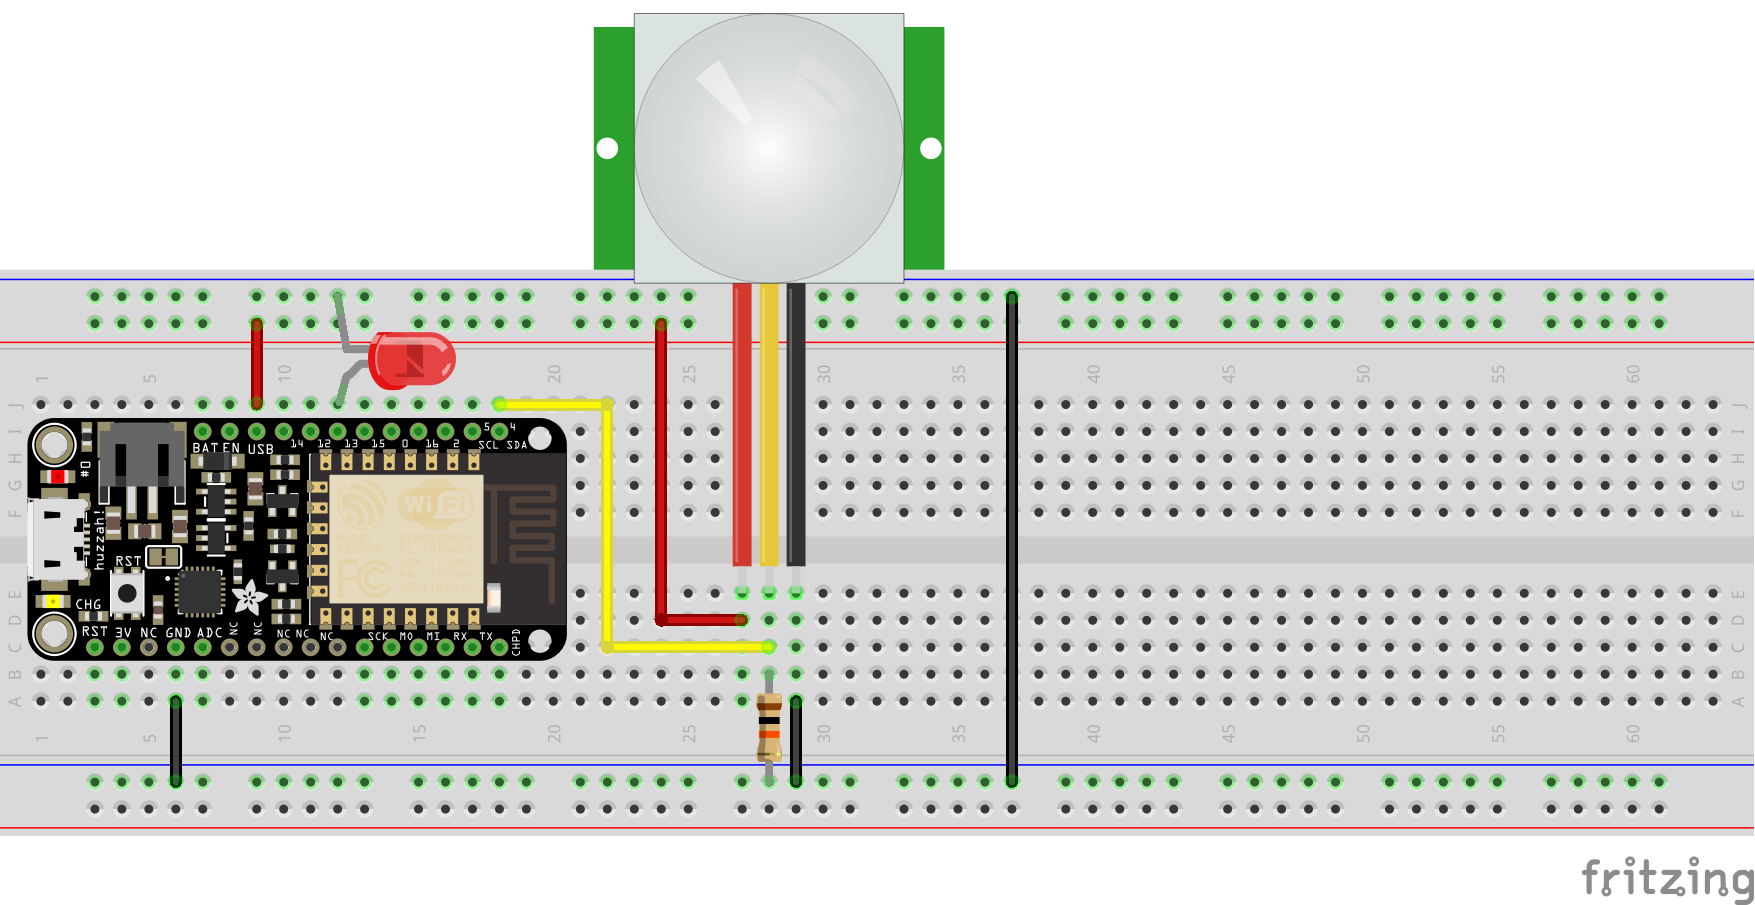 1 5 10 20 25 30 35 40 45 50 55 60
J J
I I
H H
G G
F F
BAT EN USB 14 12 13 15 0 16 2 5 4
SCL SDA
#0
huzzah!
WiFi
FC
RST
CHG
RST 3V NC GND ADC NC NC NC NC NC SCK MO MI RX TX CHPD
E E
D D
C C
B B
A A
1 5 10 15 20 25 30 35 40 45 50 55 60
fritzing